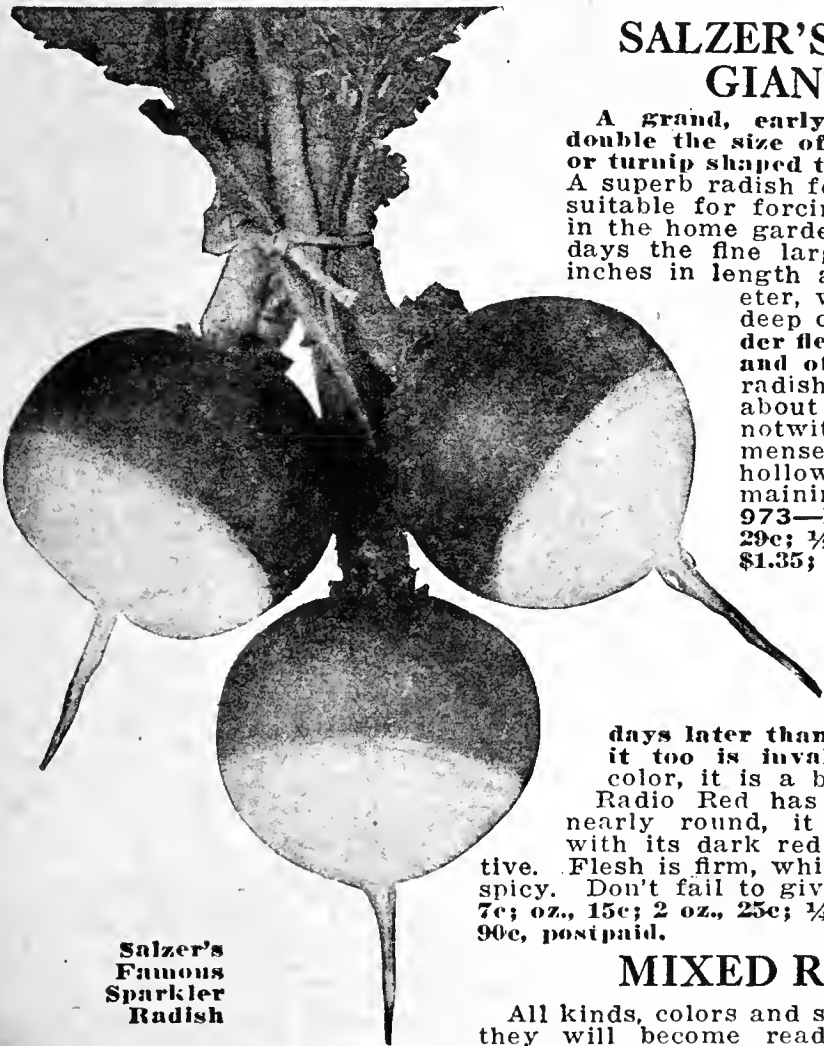 SALZER'S
GIAN
A grand, early
double the size of
or turnip shaped t
A superb radish fo
suitable for forcin
in the home garde
days the fine larg
inches in length a
eter, v
deep c
der fle
and of
radish
about
notwit
mense
hollow
mainin
973—
29c; ½
$1.35;
days later than
it too is inval
color, it is a b
Radio Red has
nearly round, it
with its dark red
tive. Flesh is firm, whi
spicy. Don't fail to giv
7c; oz., 15c; 2 oz., 25c; ¼
90c, postpaid.
Salzer's
Famous
Sparkler
Radish
MIXED R
All kinds, colors and s
they will become read